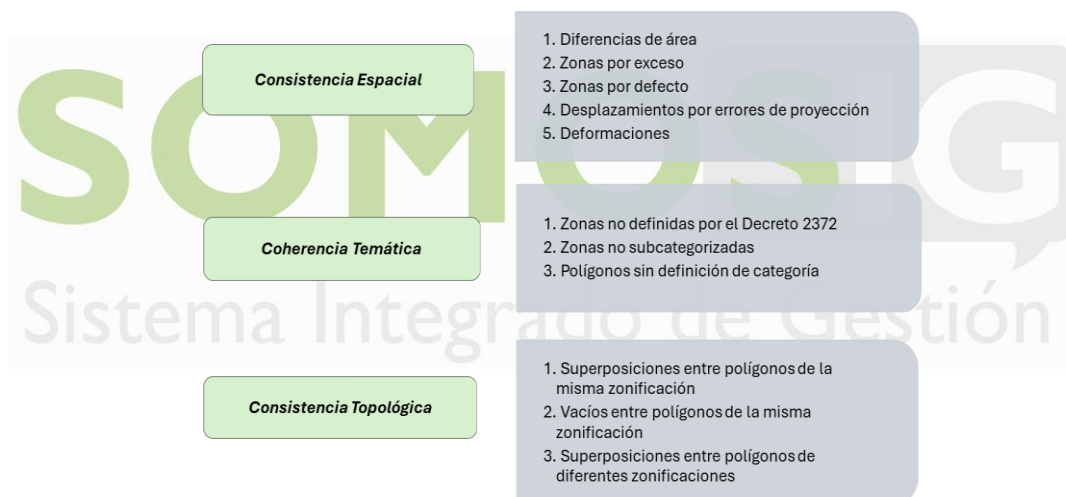 SOMOSIG
Sistema Integrado de Gestión
Consistencia Espacial
1. Diferencias de área
2. Zonas por exceso
3. Zonas por defecto
4. Desplazamientos por errores de proyección
5. Deformaciones
Coherencia Temática
1. Zonas no definidas por el Decreto 2372
2. Zonas no subcategorizadas
3. Polígonos sin definición de categoría
Consistencia Topológica
1. Superposiciones entre polígonos de la
misma zonificación
2. Vacíos entre polígonos de la misma
zonificación
3. Superposiciones entre polígonos de
diferentes zonificaciones